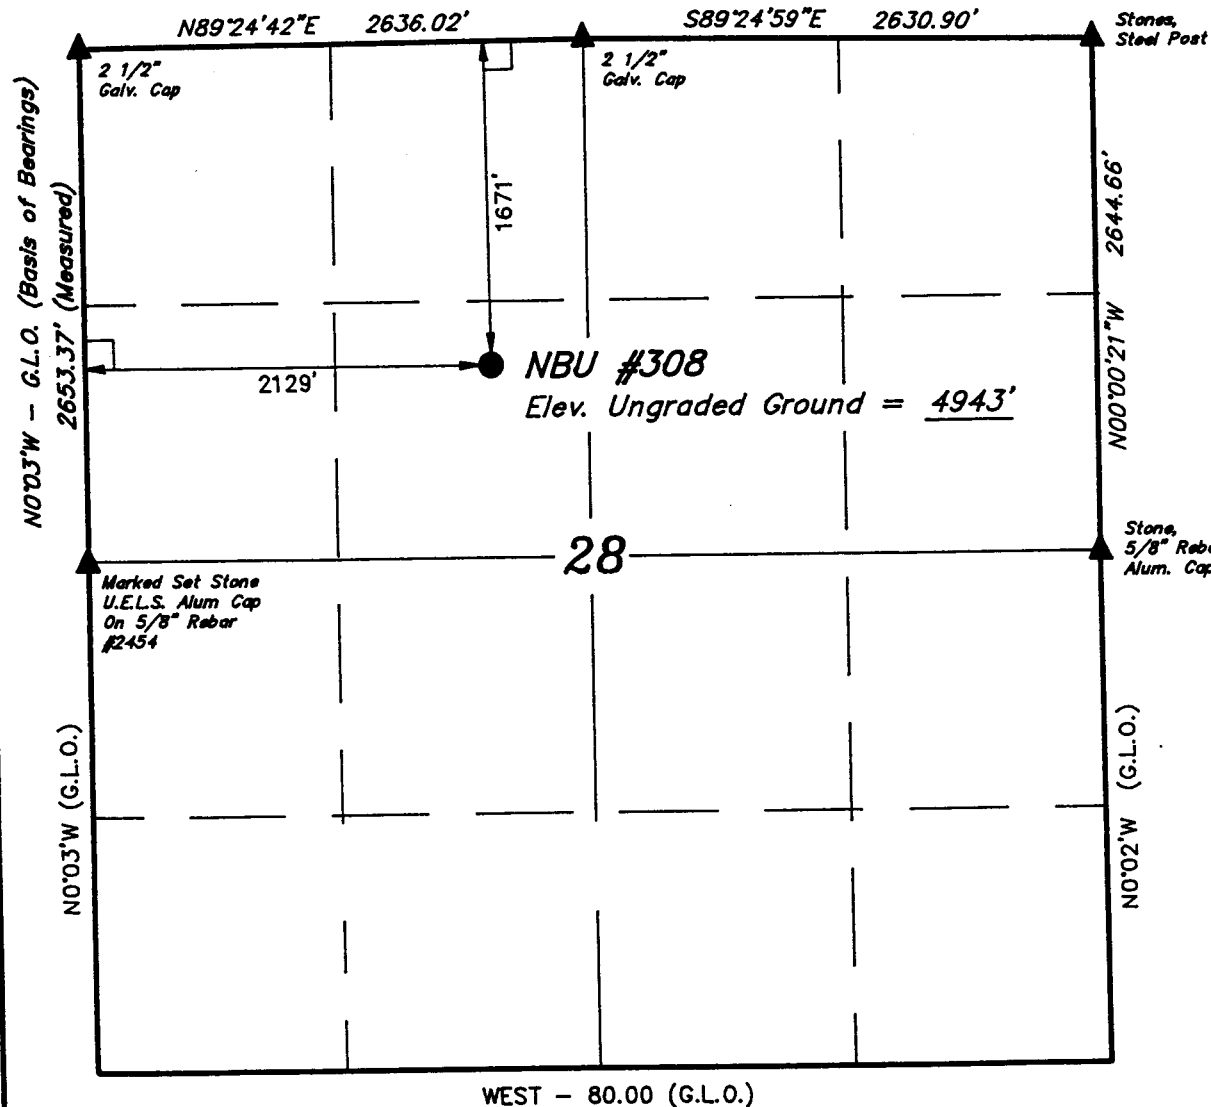 N89°24'42"E 2636.02' S89°24'59"E 2630.90'
Stones,
Steel Post
2 1/2"
Galv. Cap
2 1/2"
Galv. Cap
N0°03'W - G.L.O. (Basis of Bearings)
2653.37' (Measured)
1671'
2644.66'
N00°00'21"W
2129'
NBU #308
Elev. Ungraded Ground = 4943'
28
Stone,
5/8"
Alum. Cap
Marked Set Stone
U.E.L.S. Alum Cap
On 5/8" Rebar
#2454
N0°03'W (G.L.O.)
N0°02'W (G.L.O.)
WEST - 80.00 (G.L.O.)